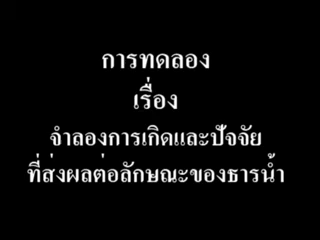 การทดลอง
เรื่อง
จำลองการเกิดและปัจจัย
ที่ส่งผลต่อลักษณะของธารน้ำ